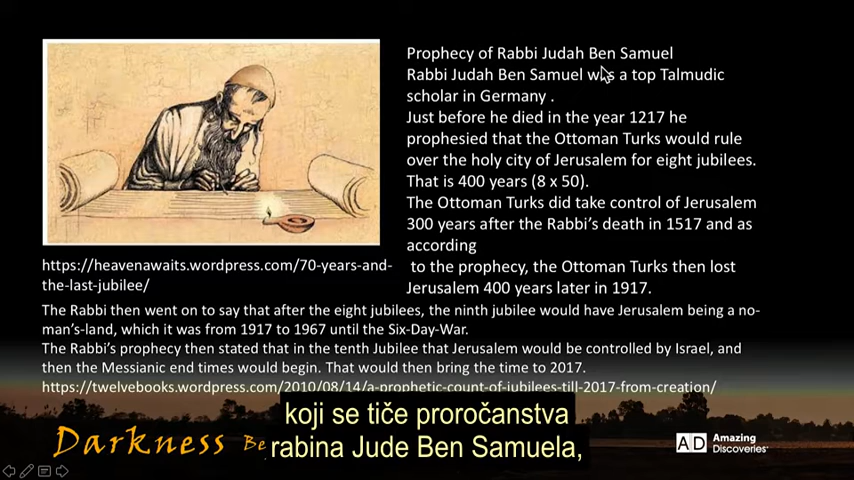 Prophecy of Rabbi Judah Ben Samuel
Rabbi Judah Ben Samuel was a top Talmudic
scholar in Germany .
Just before he died in the year 1217 he
prophesied that the Ottoman Turks would rule
over the holy city of Jerusalem for eight jubilees.
That is 400 years (8 x 50).
The Ottoman Turks did take control of Jerusalem
300 years after the Rabbi's death in 1517 and as
according
to the prophecy, the Ottoman Turks then lost
Jerusalem 400 years later in 1917.
https://heavenawaits.wordpress.com/70-years-and-
the-last-jubilee/
The Rabbi then went on to say that after the eight jubilees, the ninth jubilee would have Jerusalem being a no-
man's-land, which it was from 1917 to 1967 until the Six-Day-War.
The Rabbi's prophecy then stated that in the tenth Jubilee that Jerusalem would be controlled by Israel, and
then the Messianic end times would begin. That would then bring the time to 2017.
https://twelvebooks.wordpress.com/2010/08/14/a-prophetic-count-of-jubilees-till-2017-from-creation/
koji se tiče proročanstva
rabina Jude Ben Samuela,
Darkness Be
AD Amazing
Discoveries